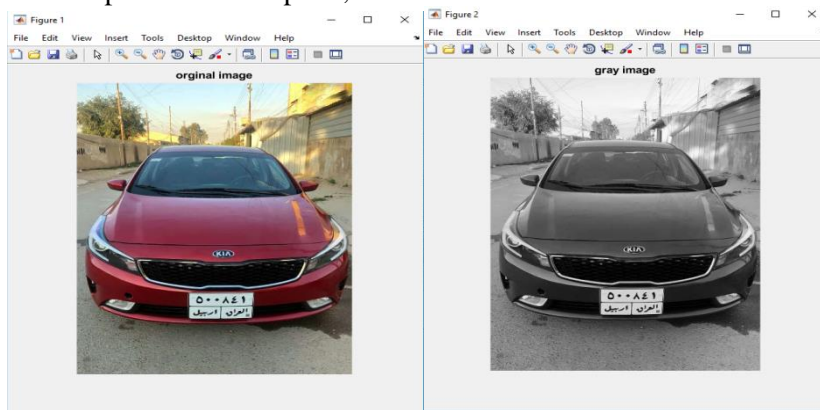 Figure 1
File Edit View Insert Tools Desktop Window Help
orginal image
KIA
٥٠٠٨٤١
العراق اربيل
Figure 2
File Edit View Insert Tools Desktop Window Help
gray image
KIA
٥٠٠٨٤١
العراق اربيل